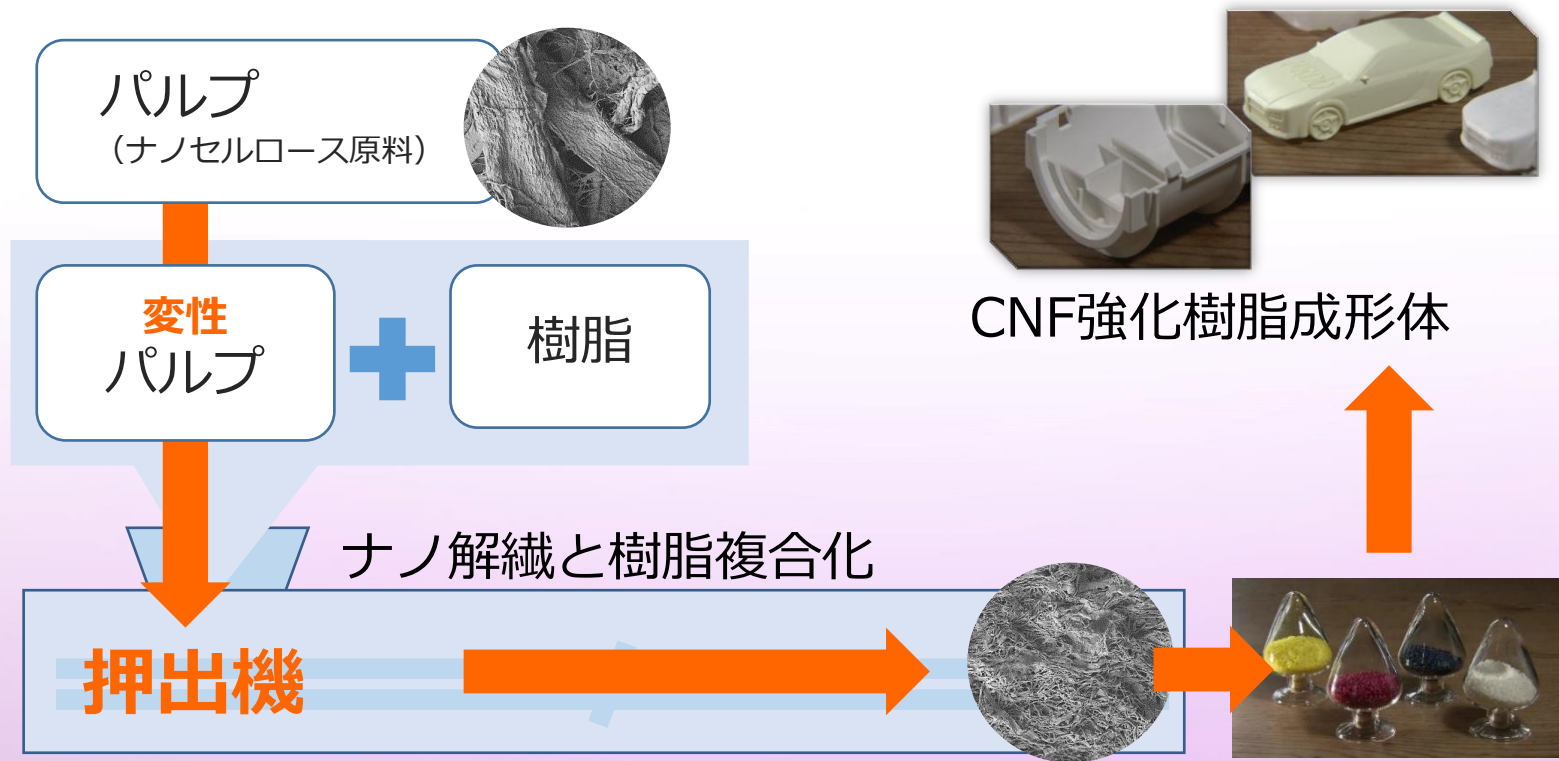 パルプ
（ナノセルロース原料）
変性
パルプ
樹脂
ナノ解繊と樹脂複合化
押出機
CNF強化樹脂成形体